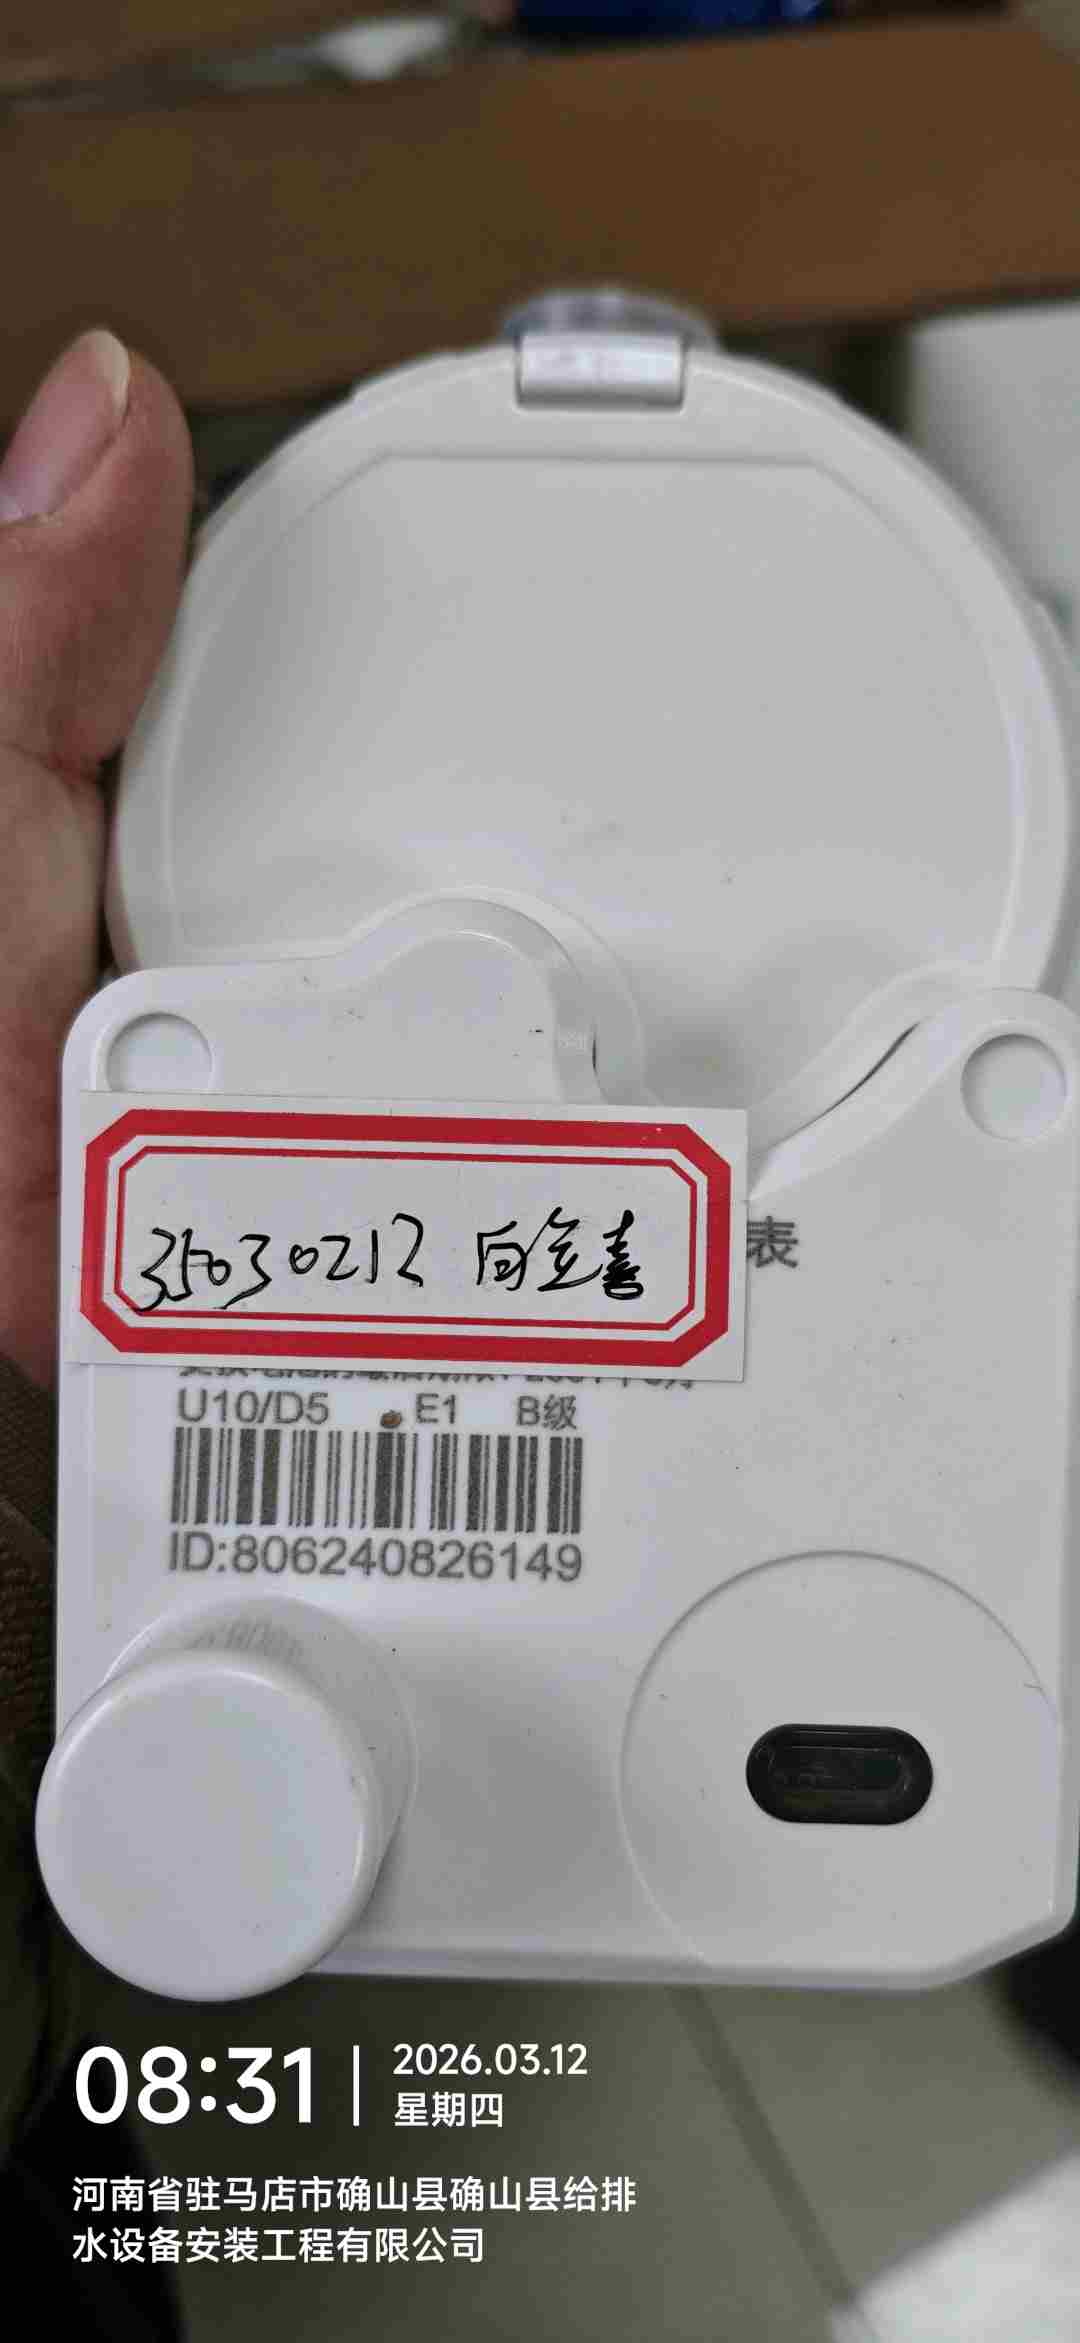 35030212 向金喜
表
U10/D5 E1 B级
ID:806240826149
08:31
2026.03.12
星期四
河南省驻马店市确山县确山县给排
水设备安装工程有限公司